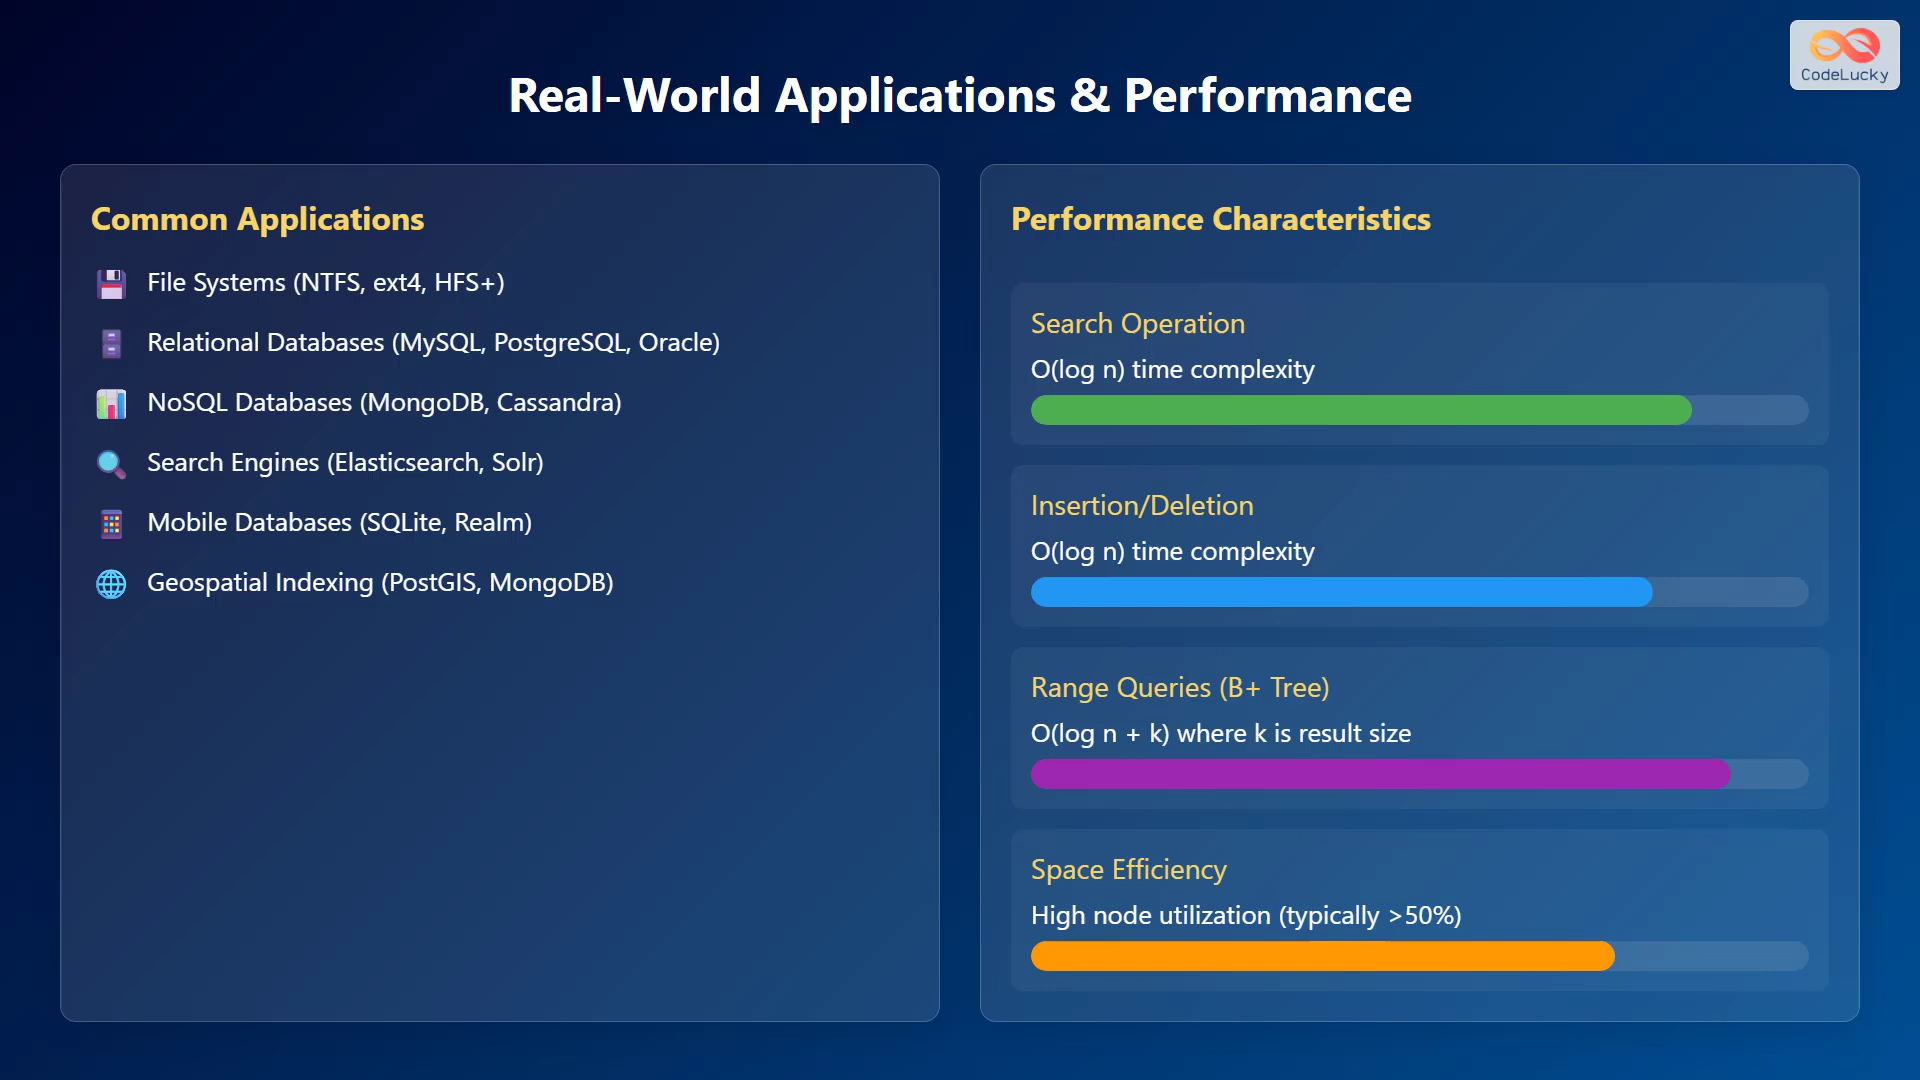 CodeLucky
Real-World Applications & Performance
Common Applications
File Systems (NTFS, ext4, HFS+)
Relational Databases (MySQL, PostgreSQL, Oracle)
NoSQL Databases (MongoDB, Cassandra)
Search Engines (Elasticsearch, Solr)
Mobile Databases (SQLite, Realm)
Geospatial Indexing (PostGIS, MongoDB)
Performance Characteristics
Search Operation
O(log n) time complexity
Insertion/Deletion
O(log n) time complexity
Range Queries (B+ Tree)
O(log n + k) where k is result size
Space Efficiency
High node utilization (typically >50%)